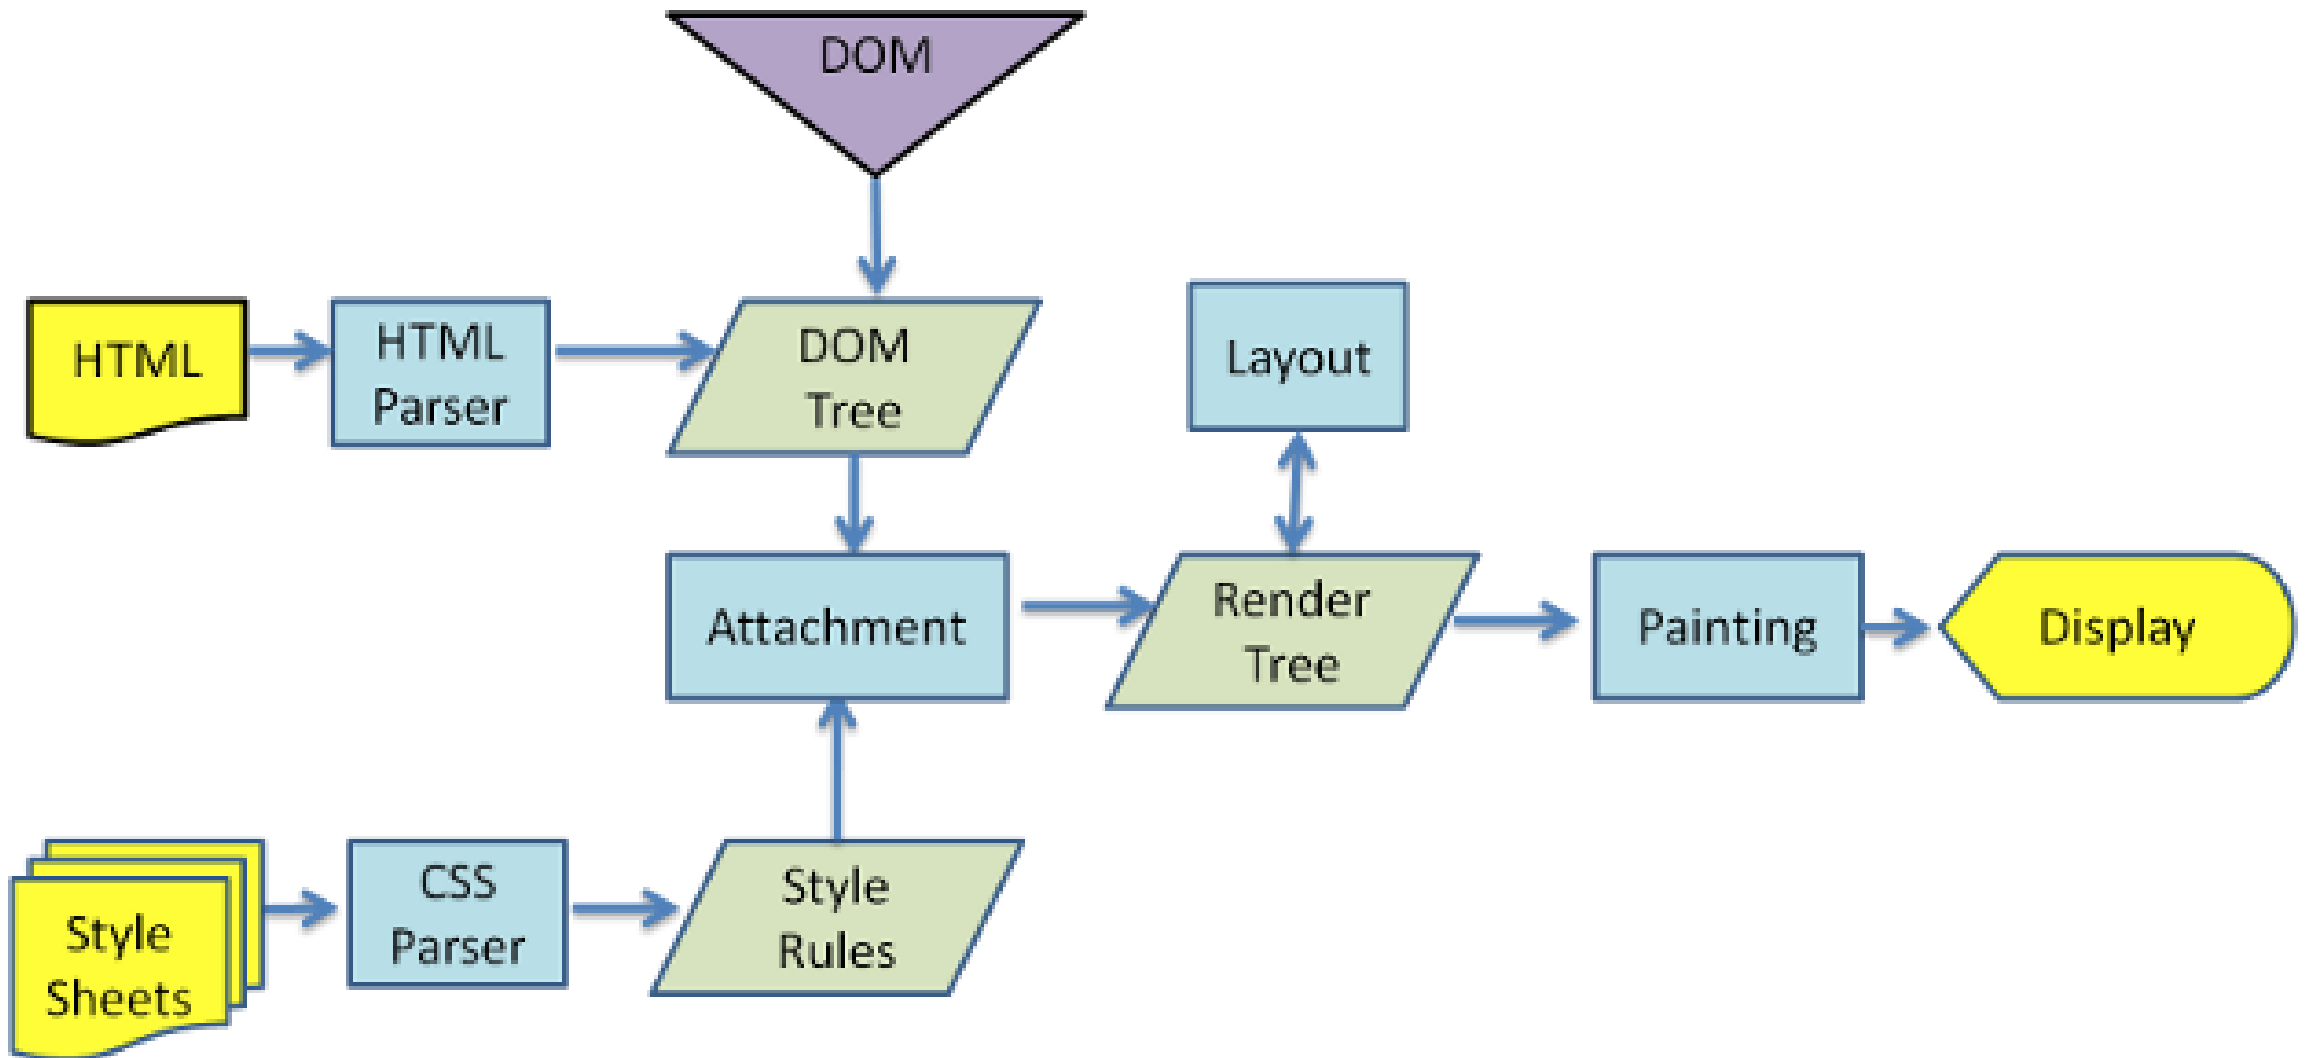 DOM
HTML
HTML
Parser
DOM
Tree
Layout
Attachment
Render
Tree
Painting
Display
Style
Sheets
CSS
Parser
Style
Rules